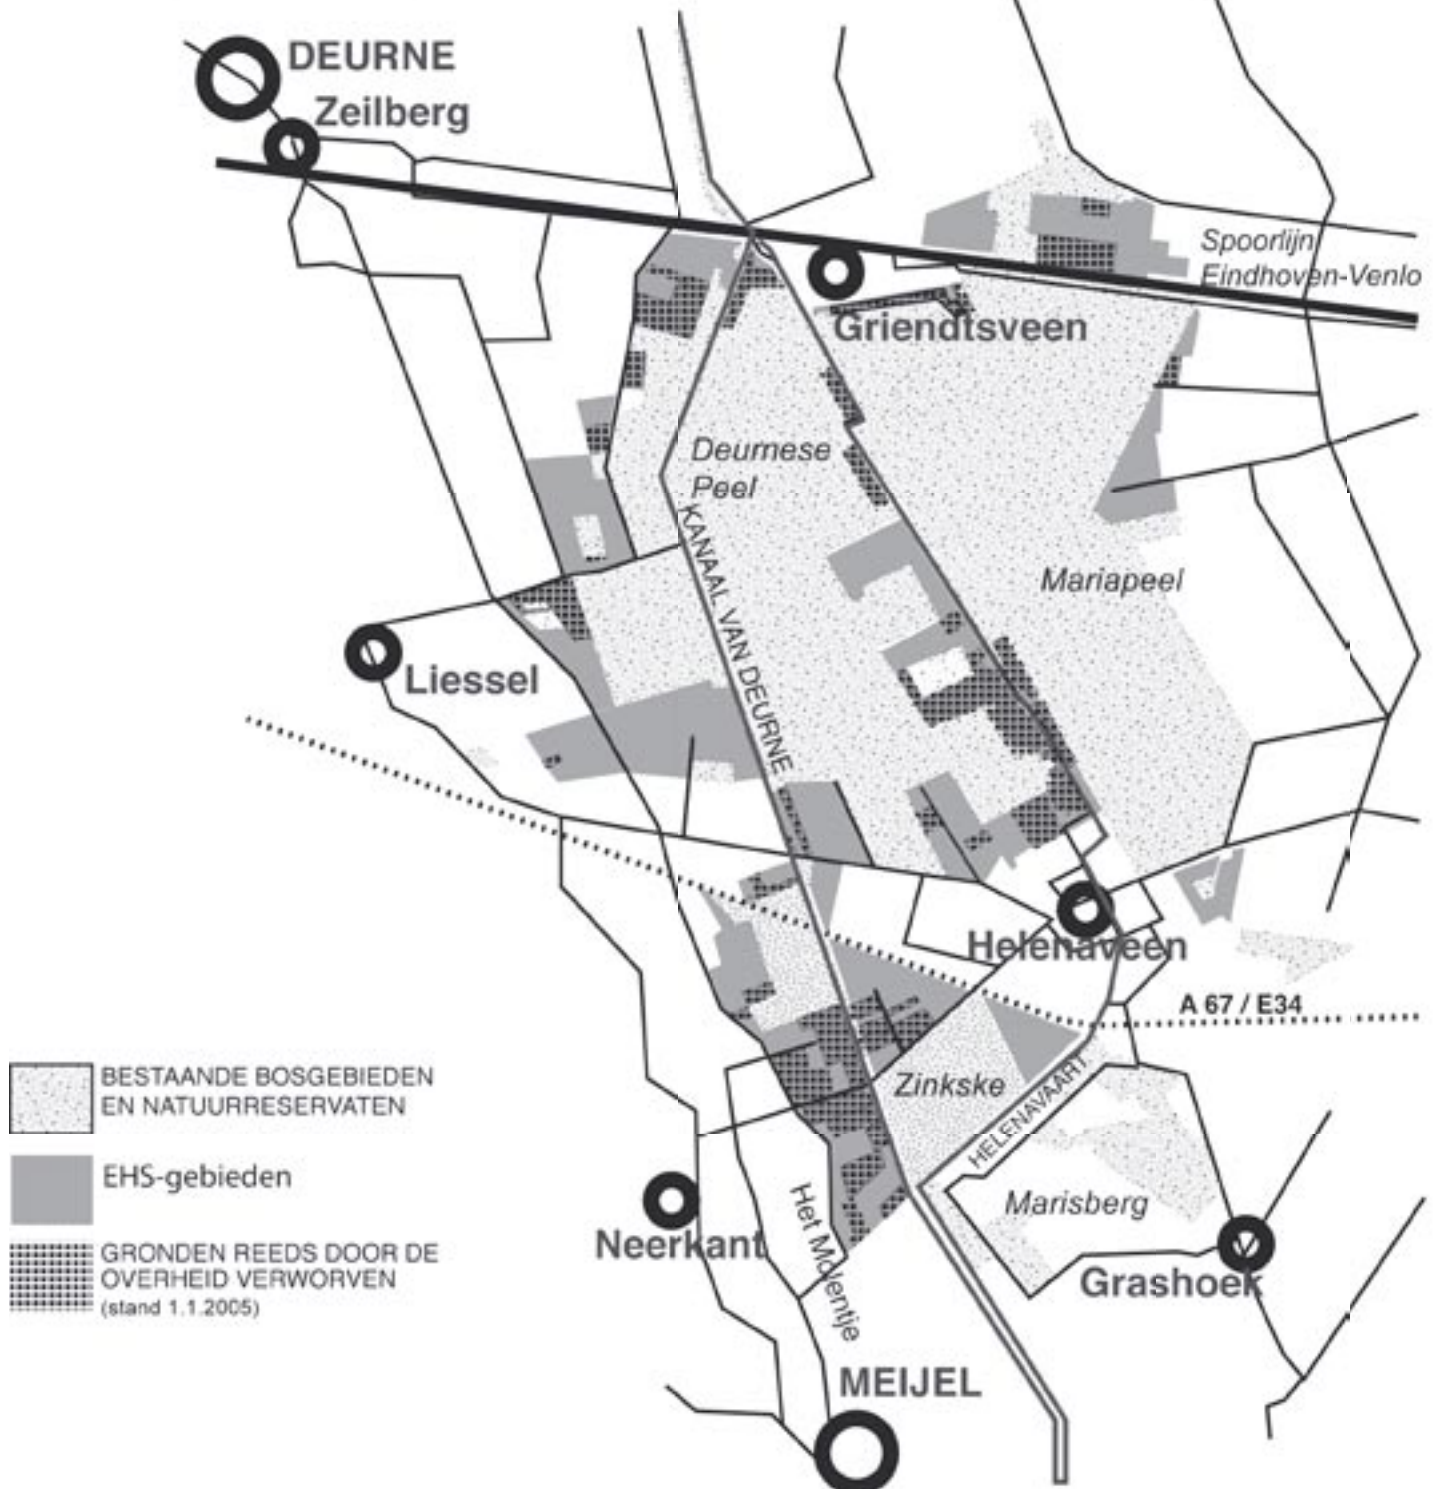 DEURNE
Zeilberg
Spoorlijn
Eindhoven-Venlo
Griendtsveen
Deurnese
Peel
KANAAL VAN DEURNE
Mariapeel
Liessel
Helenaveen
A 67 / E34
Zinkske
HELENAVAART
BESTAANDE BOSGEBIEDEN
EN NATUURRESERVATEN
EHS-gebieden
GRONDEN REEDS DOOR DE
OVERHEID VERWORVEN
(stand 1.1.2005)
Neerkant
Het Molentje
Marisberg
Grashoek
MEIJEL